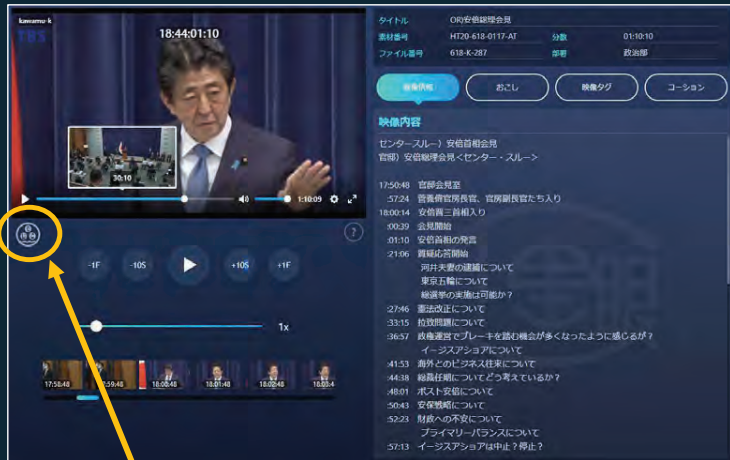 kawamu-k
TBS
18:44:01:10
30:10
1:10:09
-1F
-10S
+10S
+1F
1x
17:58:48
17:59:48
18:00:48
18:01:48
18:02:48
18:03:4
タイトル OR)安倍総理会見
素材番号 HT20-618-0117-AT 分数 01:10:10
ファイル番号 618-K-287 部署 政治部
映像情報
おこし
映像タグ
コーション
映像内容
センタースルー）安倍首相会見
官邸）安倍総理会見＜センター・スルー＞
17:50:48 官邸会見室
:57:24 菅義偉官房長官、官房副長官たち入り
18:00:14 安倍晋三首相入り
:00:39 会見開始
:01:10 安倍首相の発言
:21:06 質疑応答開始
河井夫妻の逮捕について
東京五輪について
総選挙の実施は可能か？
:27:46 憲法改正について
:33:15 拉致問題について
:36:57 政権運営でブレーキを踏む機会が多くなったように感じるが？
イージスアショアについて
:41:53 海外とのビジネス往来について
:44:38 総裁任期についてどう考えているか？
:48:01 ポスト安倍について
:50:43 安保戦略について
:52:23 財政への不安について
プライマリーバランスについて
:57:13 イージスアショアは中止？停止？